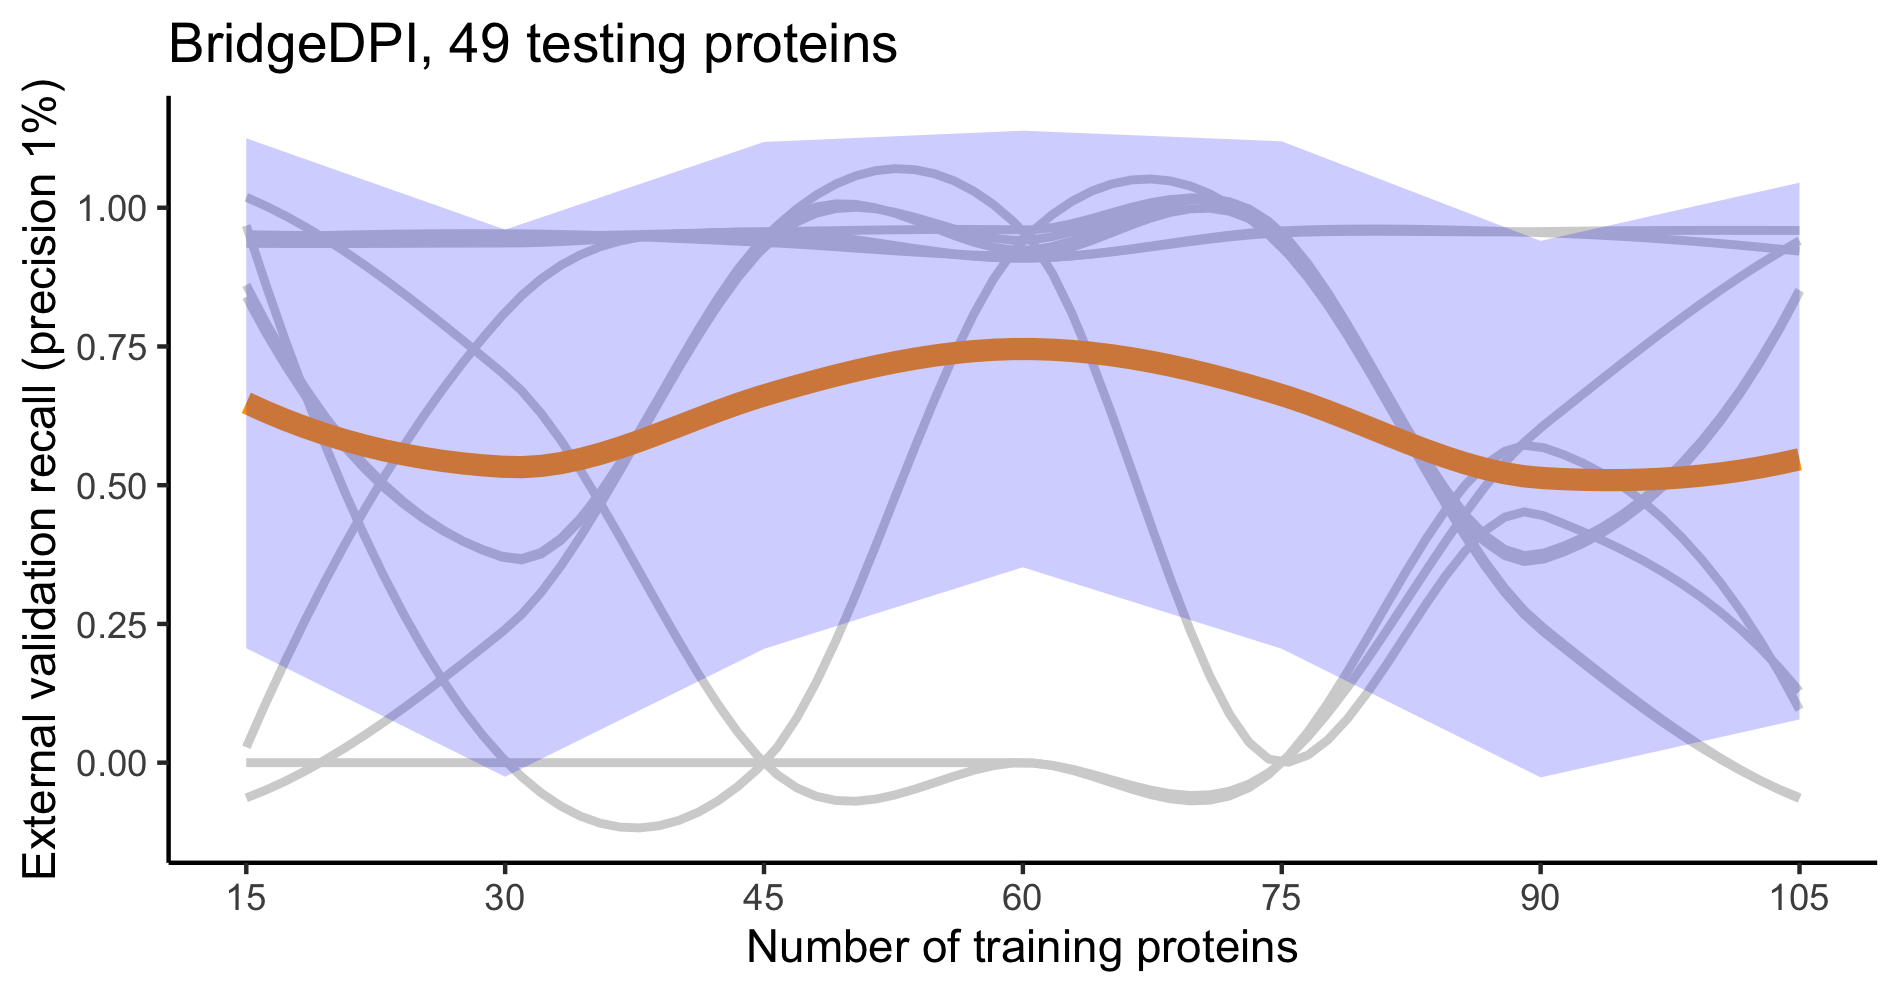 BridgeDPI, 49 testing proteins
External validation recall (precision 1%)
1.00
0.75
0.50
0.25
0.00
15 30 45 60 75 90 105
Number of training proteins